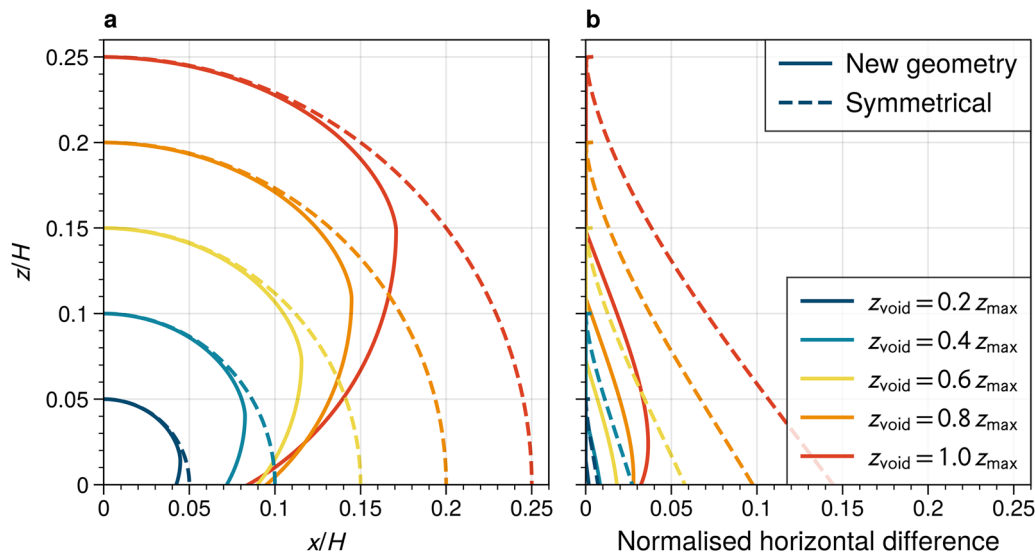 a
b
0.25
0.2
0.15
0.1
0.05
0
z/H
0
0.05
0.10
0.15
0.20
0.25
x/H
New geometry
Symmetrical
z_void = 0.2 z_max
z_void = 0.4 z_max
z_void = 0.6 z_max
z_void = 0.8 z_max
z_void = 1.0 z_max
0
0.05
0.1
0.15
0.2
0.25
Normalised horizontal difference